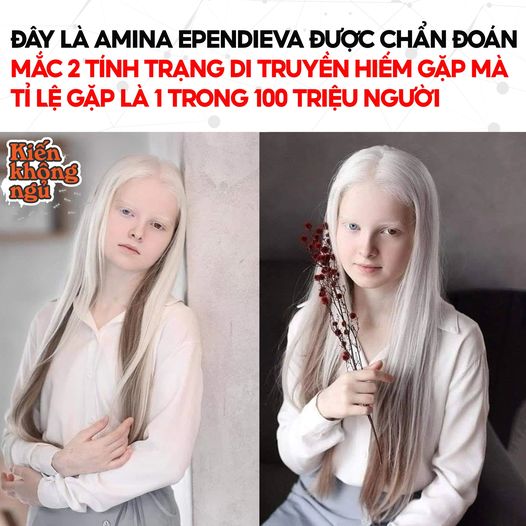 ĐÂY LÀ AMINA EPENDIEVA ĐƯỢC CHẨN ĐOÁN
MẮC 2 TÍNH TRẠNG DI TRUYỀN HIẾM GẶP MÀ
TỈ LỆ GẶP LÀ 1 TRONG 100 TRIỆU NGƯỜI
Kiến
không
ngủ